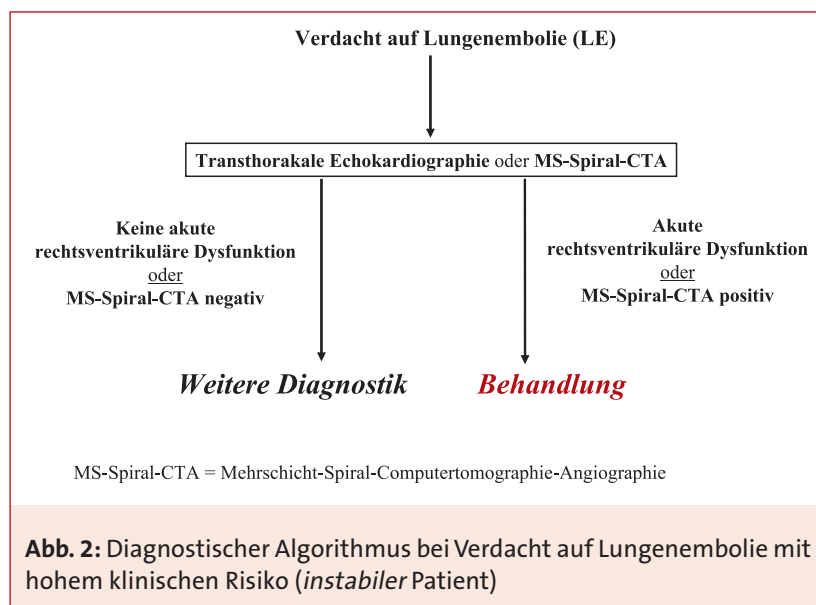 Verdacht auf Lungenembolie (LE)
Transthorakale Echokardiographie oder MS-Spiral-CTA
Keine akute
rechtsventrikuläre Dysfunktion
oder
MS-Spiral-CTA negativ
Akute
rechtsventrikuläre Dysfunktion
oder
MS-Spiral-CTA positiv
Weitere Diagnostik
Behandlung
MS-Spiral-CTA = Mehrschicht-Spiral-Computertomographie-Angiographie
Abb. 2: Diagnostischer Algorithmus bei Verdacht auf Lungenembolie mit
hohem klinischen Risiko (instabiler Patient)